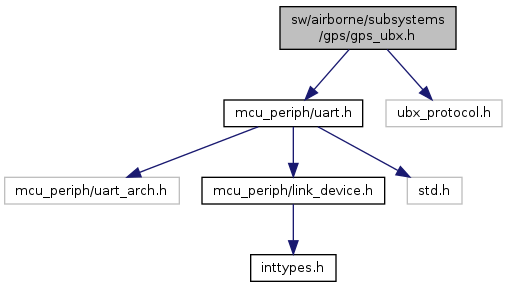 sw/airborne/subsystems
/gps/gps_ubx.h
mcu_periph/uart.h
ubx_protocol.h
mcu_periph/uart_arch.h
mcu_periph/link_device.h
std.h
inttypes.h